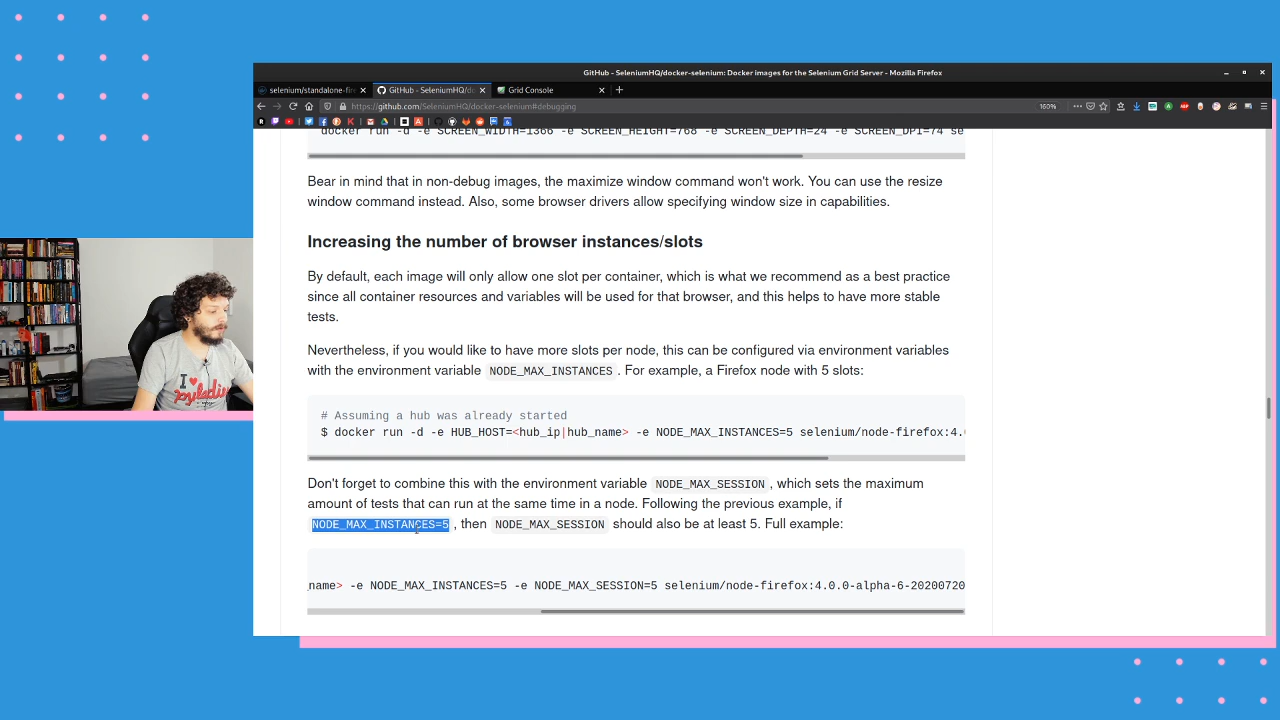 GitHub - SeleniumHQ/docker-selenium: Docker images for the Selenium Grid Server - Mozilla Firefox
selenium/standalone-fire
GitHub - SeleniumHQ/do
Grid Console
https://github.com/SeleniumHQ/docker-selenium#debugging
160%
docker run -d -e SCREEN_WIDTH=1366 -e SCREEN_HEIGHT=768 -e SCREEN_DEPTH=24 -e SCREEN_DPI=74 se
Bear in mind that in non-debug images, the maximize window command won't work. You can use the resize
window command instead. Also, some browser drivers allow specifying window size in capabilities.
Increasing the number of browser instances/slots
By default, each image will only allow one slot per container, which is what we recommend as a best practice
since all container resources and variables will be used for that browser, and this helps to have more stable
tests.
Nevertheless, if you would like to have more slots per node, this can be configured via environment variables
with the environment variable NODE_MAX_INSTANCES . For example, a Firefox node with 5 slots:
# Assuming a hub was already started
$ docker run -d -e HUB_HOST=<hub_ip|hub_name> -e NODE_MAX_INSTANCES=5 selenium/node-firefox:4.
Don't forget to combine this with the environment variable NODE_MAX_SESSION , which sets the maximum
amount of tests that can run at the same time in a node. Following the previous example, if
NODE_MAX_INSTANCES=5 , then NODE_MAX_SESSION should also be at least 5. Full example:
_name> -e NODE_MAX_INSTANCES=5 -e NODE_MAX_SESSION=5 selenium/node-firefox:4.0.0-alpha-6-20200720
I
pyladies